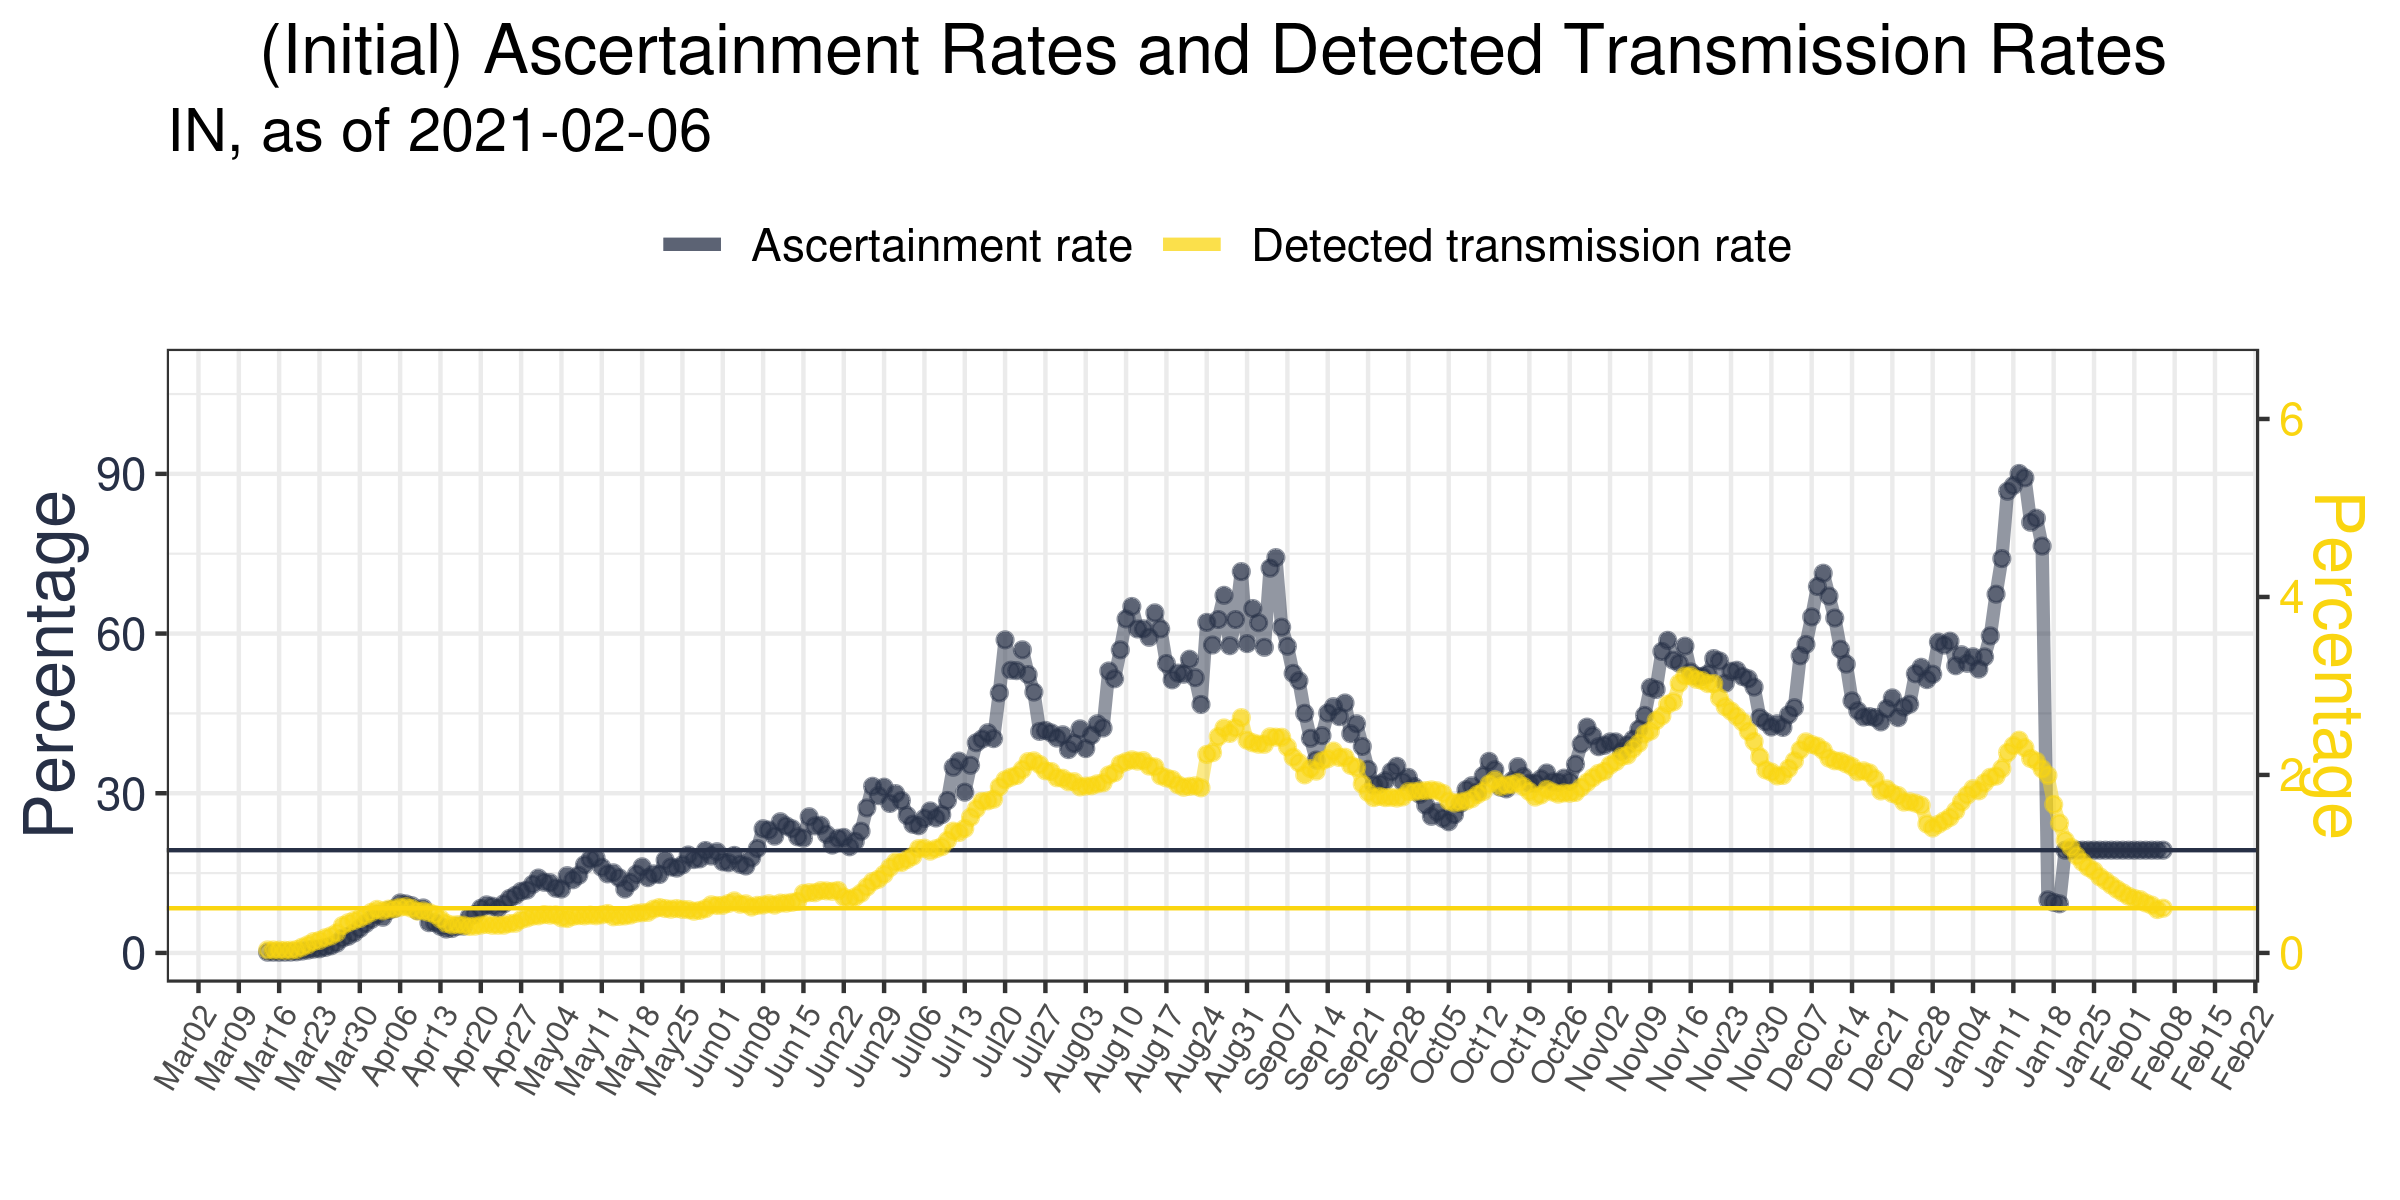 (Initial) Ascertainment Rates and Detected Transmission Rates
IN, as of 2021-02-06
Ascertainment rate
Detected transmission rate
Percentage
90
60
30
0
6
4
2
0
Percentage
Mar02
Mar09
Mar16
Mar23
Mar30
Apr06
Apr13
Apr20
Apr27
May04
May11
May18
May25
Jun01
Jun08
Jun15
Jun22
Jun29
Jul06
Jul13
Jul20
Jul27
Aug03
Aug10
Aug17
Aug24
Aug31
Sep07
Sep14
Sep21
Sep28
Oct05
Oct12
Oct19
Oct26
Nov02
Nov09
Nov16
Nov23
Nov30
Dec07
Dec14
Dec21
Dec28
Jan04
Jan11
Jan18
Jan25
Feb01
Feb08
Feb15
Feb22